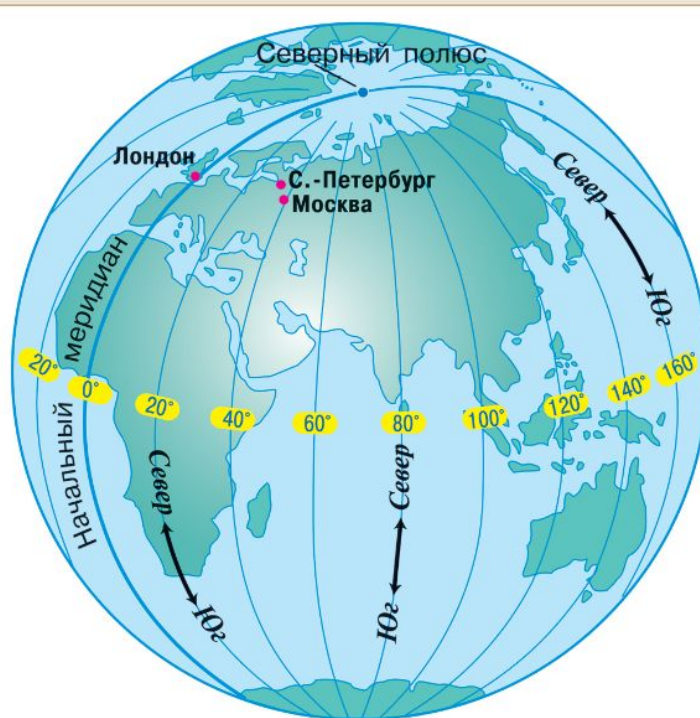 Северный полюс
Лондон
С.-Петербург
Москва
Север
Юг
Начальный меридиан
20°
0°
20°
40°
60°
80°
100°
120°
140°
160°
Север
Юг
Север
Юг